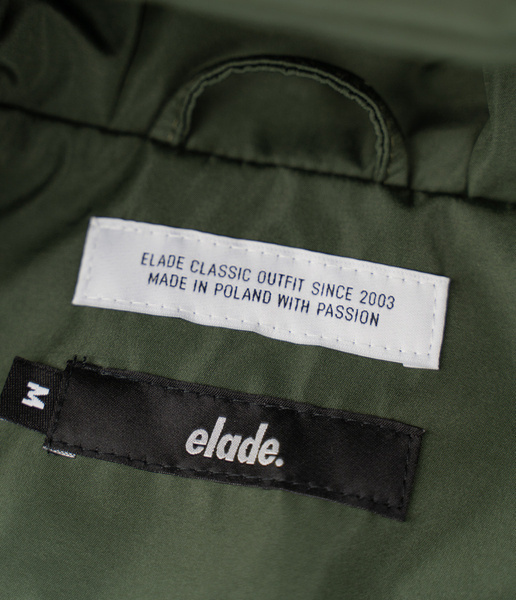 ELADE CLASSIC OUTFIT SINCE 2003
MADE IN POLAND WITH PASSION
M
elade.